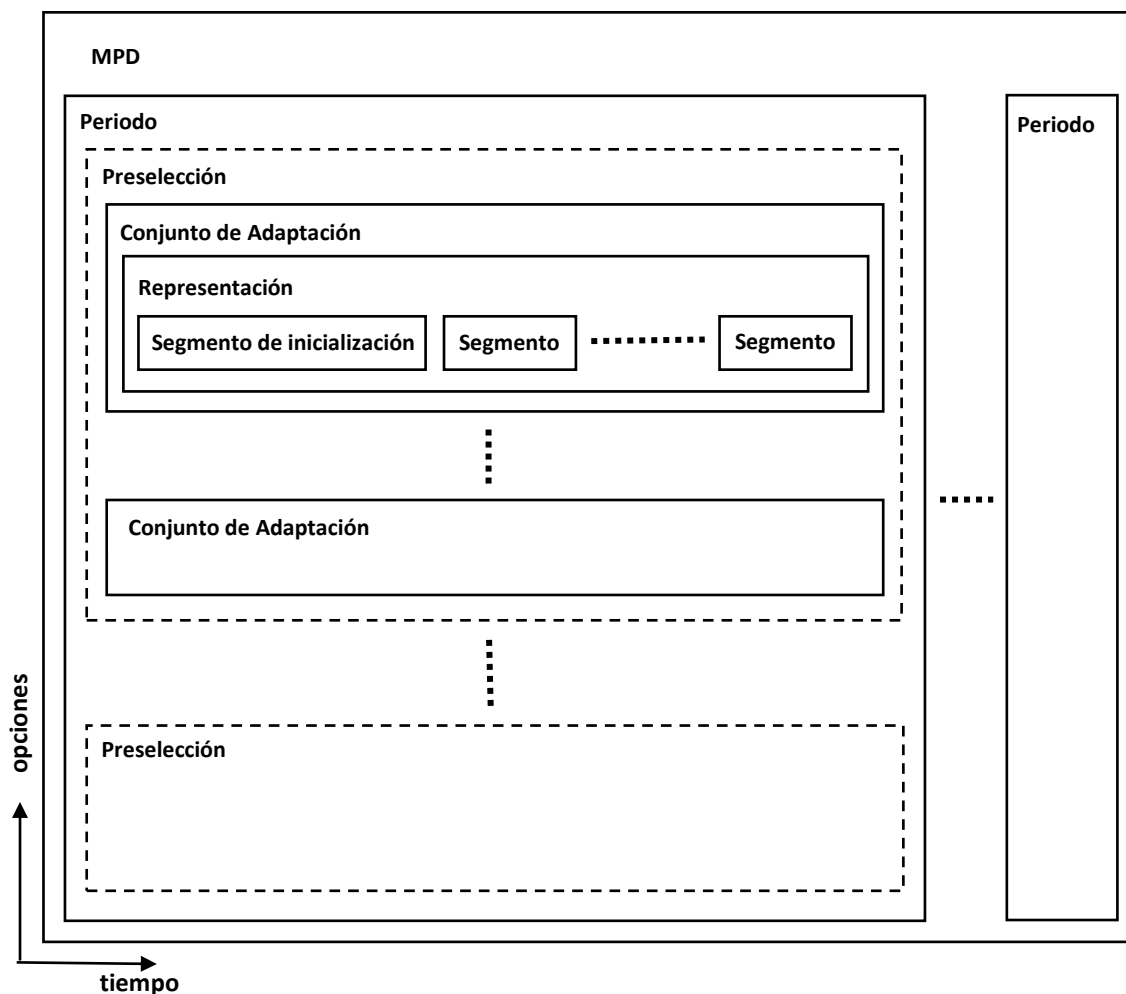 MPD
Periodo
Periodo
Preselección
Conjunto de Adaptación
Representación
Segmento de inicialización
Segmento
Segmento
Conjunto de Adaptación
Preselección
opciones
tiempo